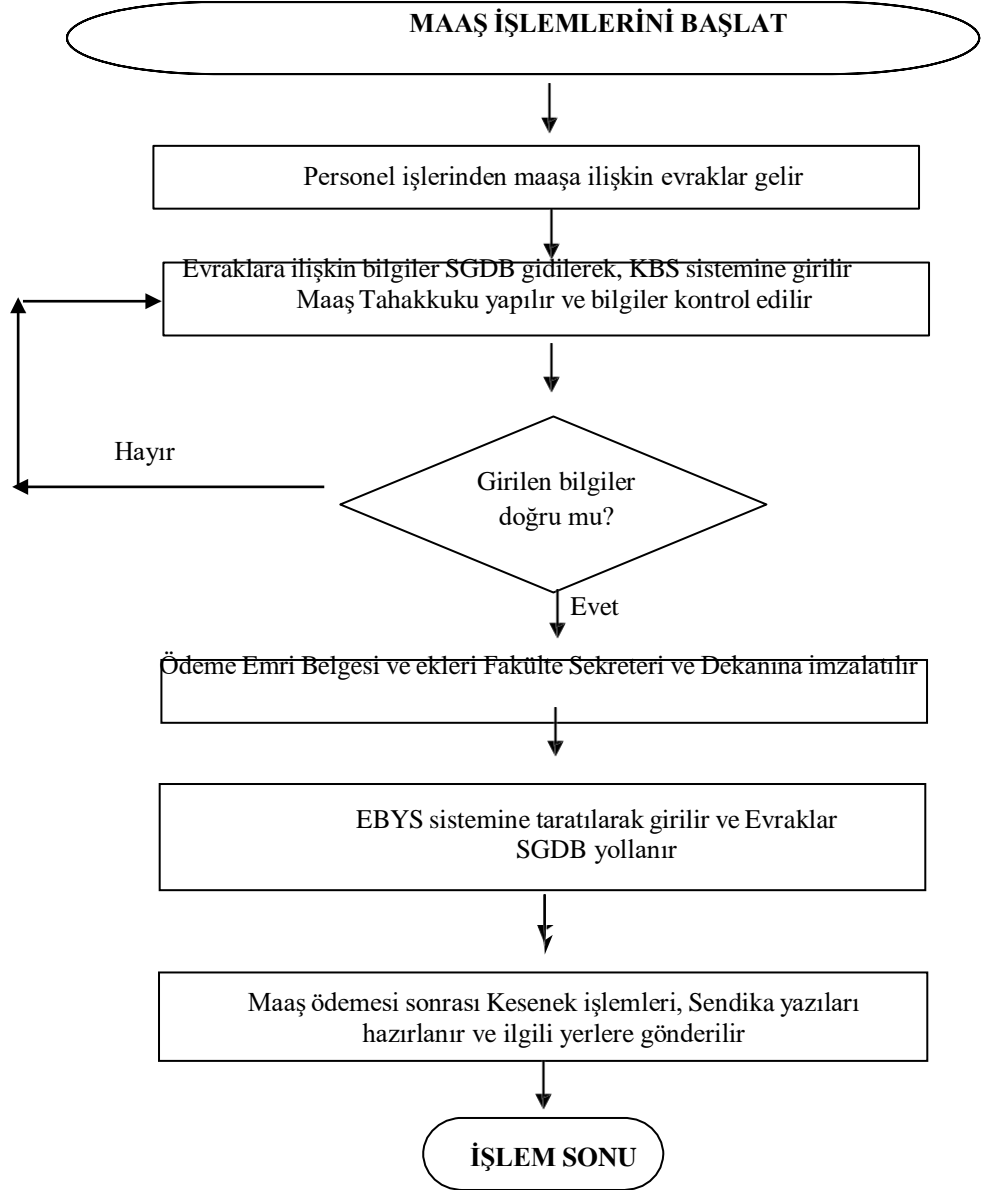 MAAŞ İŞLEMLERİNİ BAŞLAT
Personel işlerinden maaşa ilişkin evraklar gelir
Evraklara ilişkin bilgiler SGDB gidilerek, KBS sistemine girilir
Maaş Tahakkuku yapılır ve bilgiler kontrol edilir
Hayır
Girilen bilgiler
doğru mu?
Evet
Ödeme Emri Belgesi ve ekleri Fakülte Sekreteri ve Dekanına imzalatılır
EBYS sistemine taratılarak girilir ve Evraklar
SGDB yollanır
Maaş ödemesi sonrası Kesenek işlemleri, Sendika yazıları
hazırlanır ve ilgili yerlere gönderilir
İŞLEM SONU